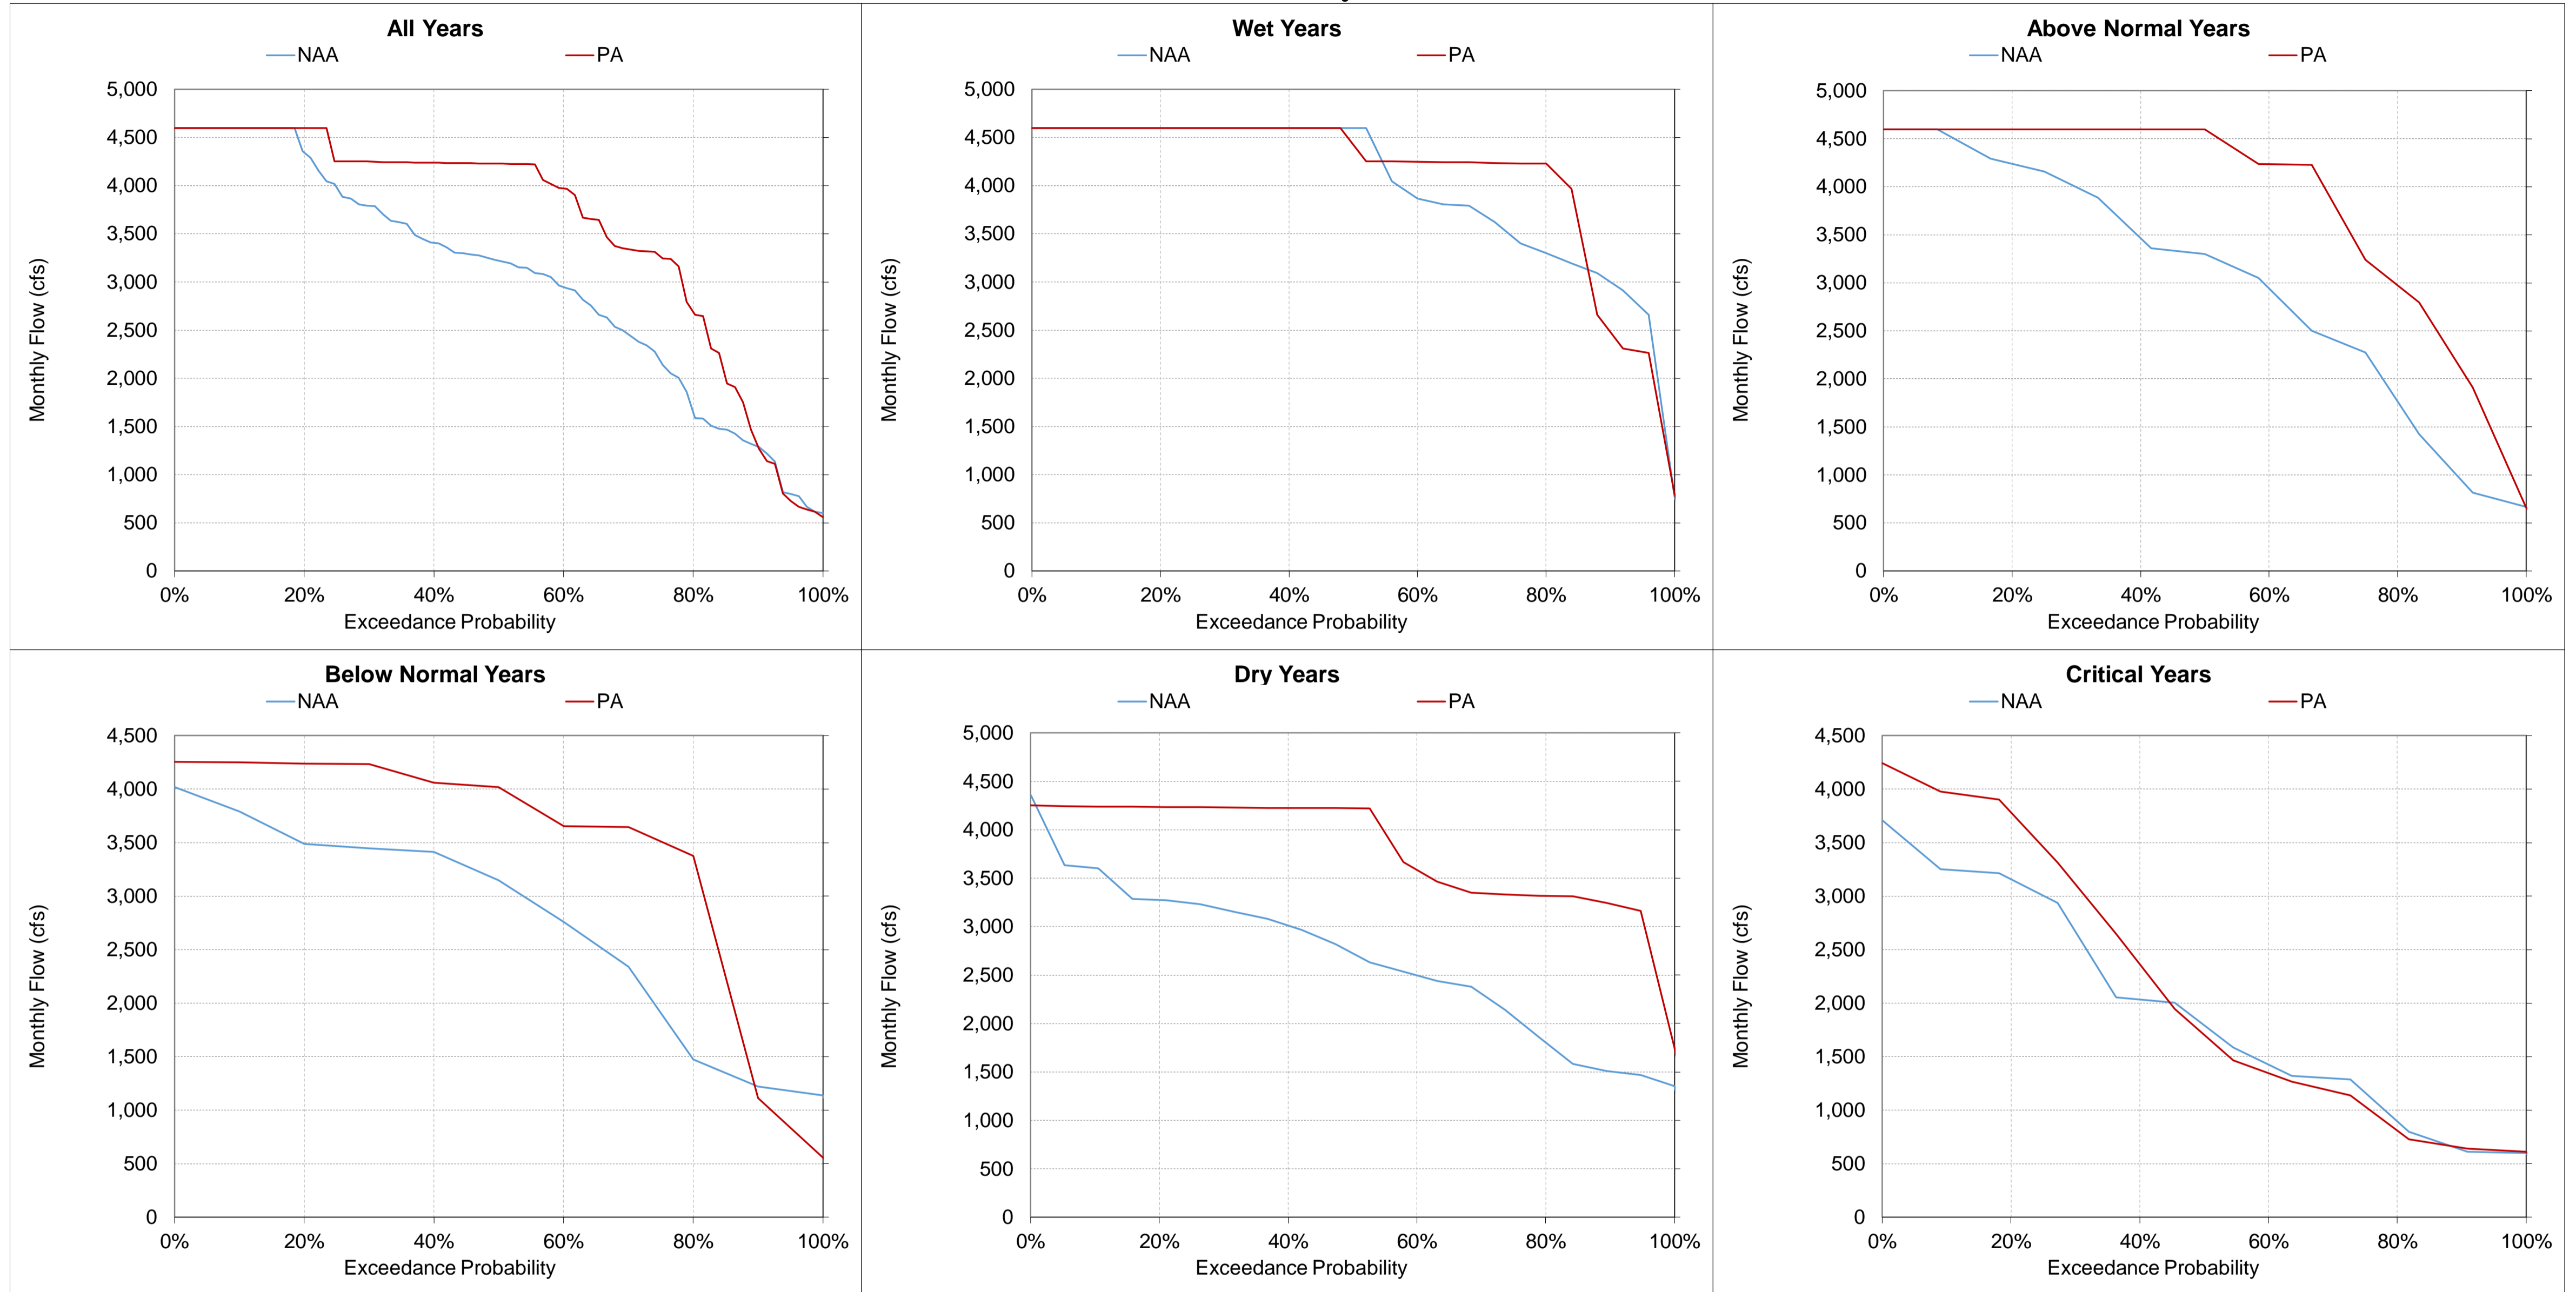 All Years
NAA PA
5,000
4,500
4,000
3,500
3,000
2,500
2,000
1,500
1,000
500
0
Monthly Flow (cfs)
0% 20% 40% 60% 80% 100%
Exceedance Probability
Wet Years
NAA PA
5,000
4,500
4,000
3,500
3,000
2,500
2,000
1,500
1,000
500
0
Monthly Flow (cfs)
0% 20% 40% 60% 80% 100%
Exceedance Probability
Above Normal Years
NAA PA
5,000
4,500
4,000
3,500
3,000
2,500
2,000
1,500
1,000
500
0
Monthly Flow (cfs)
0% 20% 40% 60% 80% 100%
Exceedance Probability
Below Normal Years
NAA PA
4,500
4,000
3,500
3,000
2,500
2,000
1,500
1,000
500
0
Monthly Flow (cfs)
0% 20% 40% 60% 80% 100%
Exceedance Probability
Dry Years
NAA PA
5,000
4,500
4,000
3,500
3,000
2,500
2,000
1,500
1,000
500
0
Monthly Flow (cfs)
0% 20% 40% 60% 80% 100%
Exceedance Probability
Critical Years
NAA PA
4,500
4,000
3,500
3,000
2,500
2,000
1,500
1,000
500
0
Monthly Flow (cfs)
0% 20% 40% 60% 80% 100%
Exceedance Probability